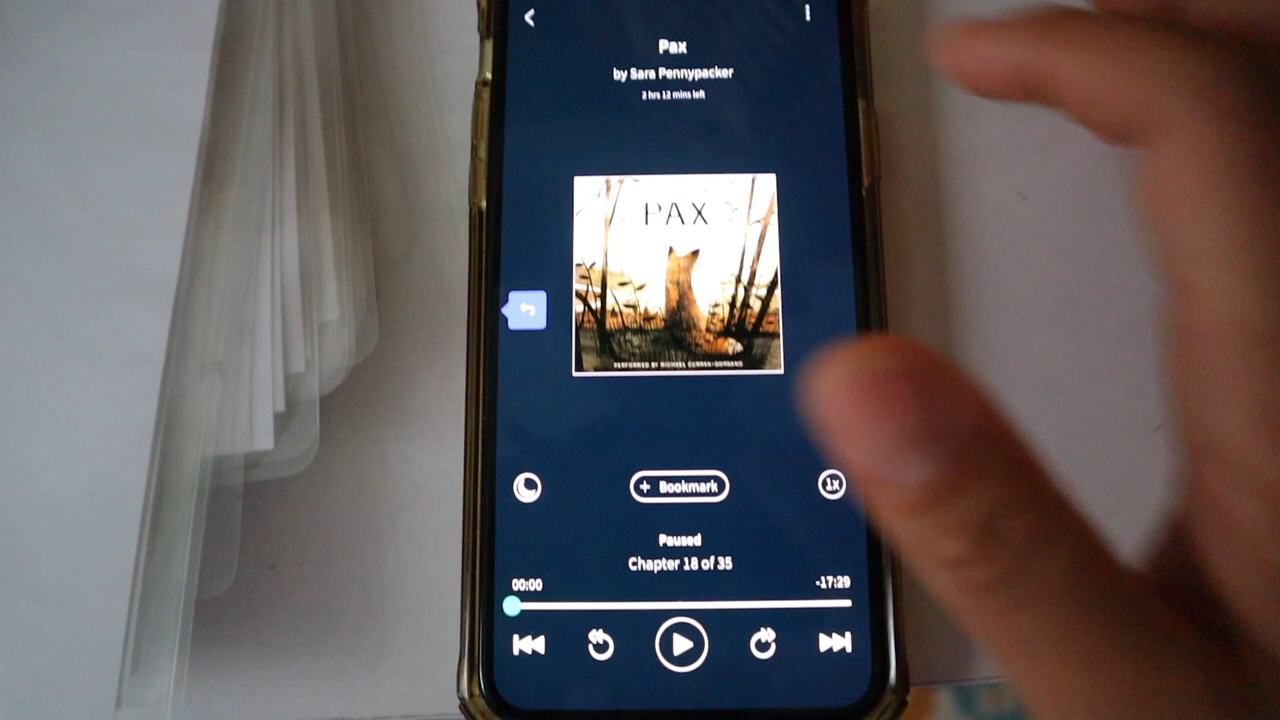 Pax
by Sara Pennypacker
2 hrs 12 mins left
PAX
PERFORMED BY MICHAEL CURRAN-DORSANO
+ Bookmark
1x
Paused
Chapter 18 of 35
00:00
-17:29